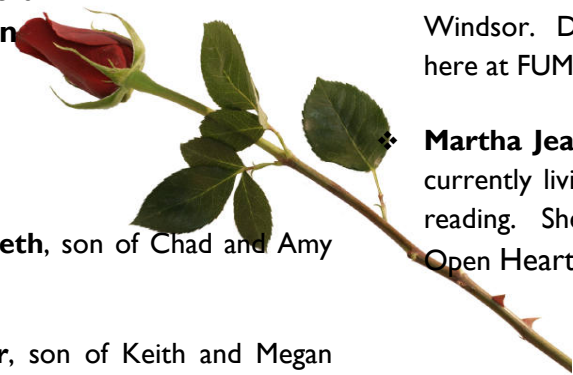 n
eth, son of Chad and Amy
r, son of Keith and Megan
Windsor. D
here at FUM
❖ Martha Jea
currently livi
reading. Sh
Open Heart